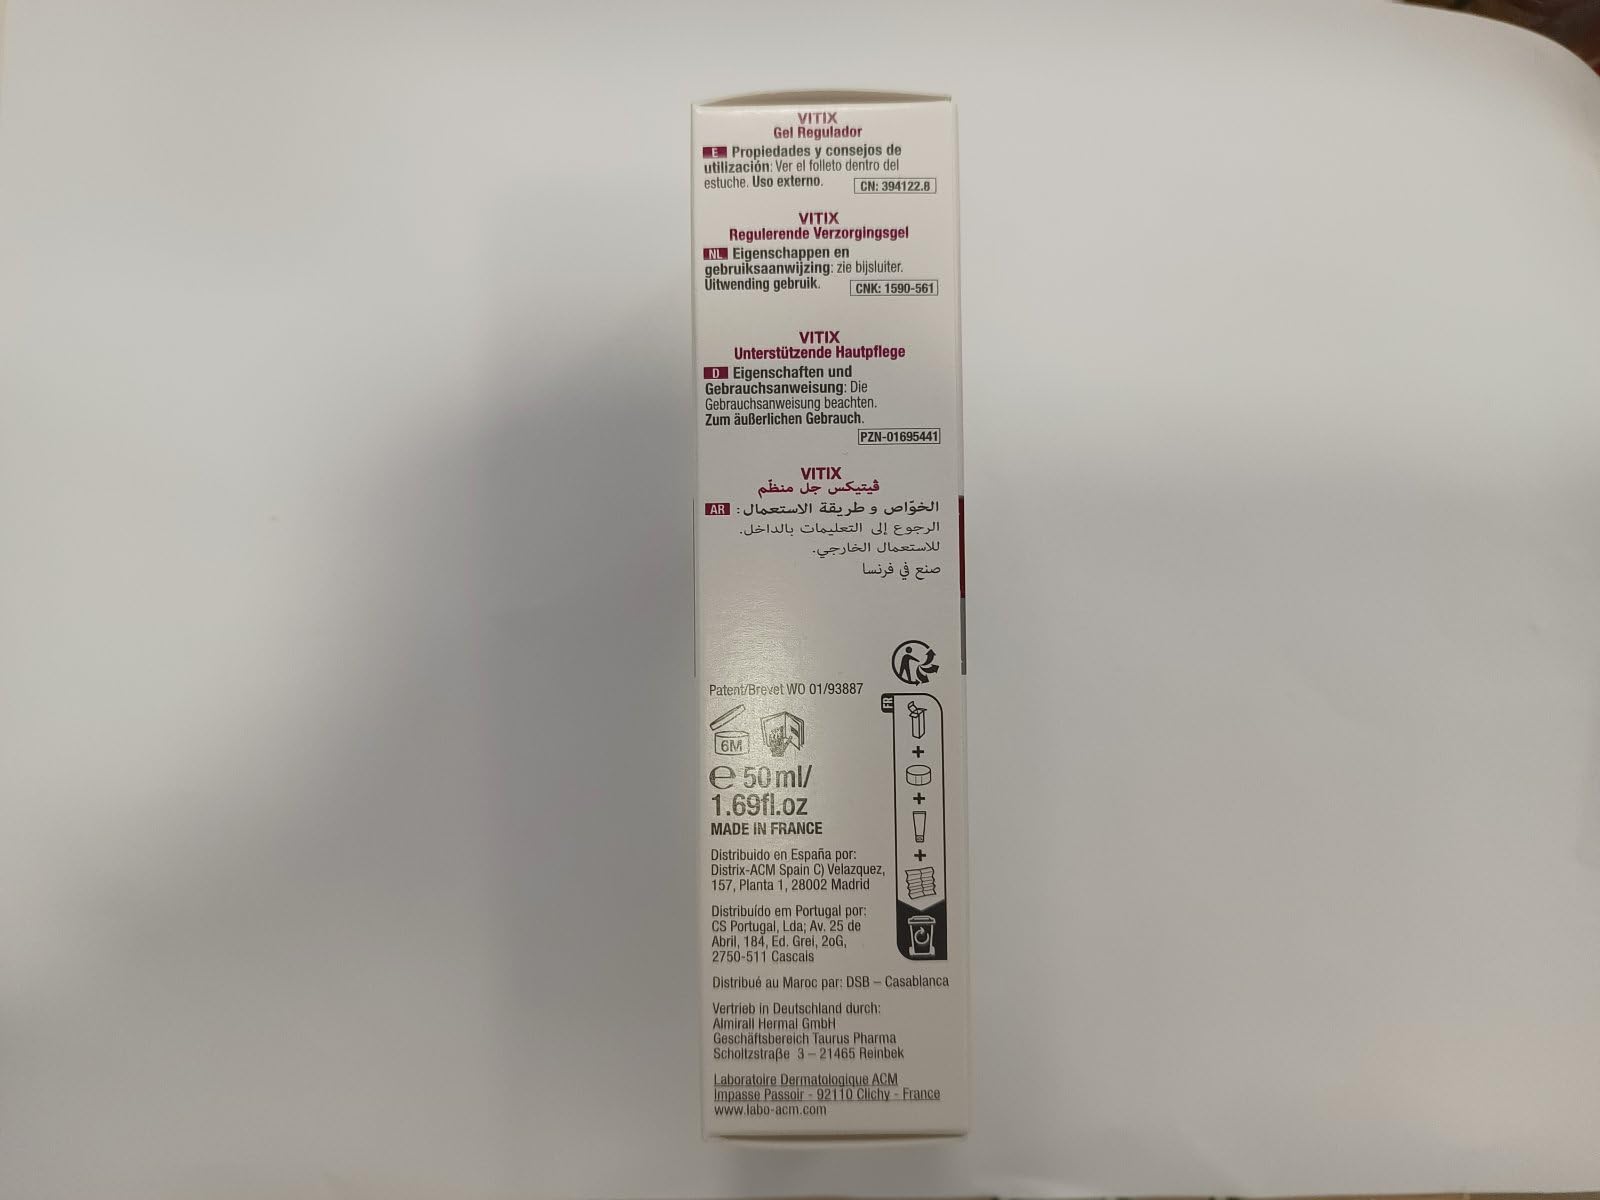 VITIX
Gel Regulador
E Propiedades y consejos de
utilización: Ver el folleto dentro del
estuche. Uso externo.
CN: 394122.8
VITIX
Regulerende Verzorgingsgel
NL Eigenschappen en
gebruiksaanwijzing: zie bijsluiter.
Uitwending gebruik.
CNK: 1590-561
VITIX
Unterstützende Hautpflege
D Eigenschaften und
Gebrauchsanweisung: Die
Gebrauchsanweisung beachten.
Zum äußerlichen Gebrauch.
PZN-01695441
VITIX
ڤيتيكس جل منظّم
AR الخوّاص و طريقة الاستعمال:
الرجوع إلى التعليمات بالداخل.
للاستعمال الخارجي.
صنع في فرنسا
Patent/Brevet WO 01/93887
FR
6M
+
+
+
℮ 50 ml/
1.69fl.oz
MADE IN FRANCE
Distribuido en España por:
Distrix-ACM Spain C) Velazquez,
157, Planta 1, 28002 Madrid
Distribuído em Portugal por:
CS Portugal, Lda; Av. 25 de
Abril, 184, Ed. Grei, 2oG,
2750-511 Cascais
Distribué au Maroc par: DSB – Casablanca
Vertrieb in Deutschland durch:
Almirall Hermal GmbH
Geschäftsbereich Taurus Pharma
Scholtzstraße 3 – 21465 Reinbek
Laboratoire Dermatologique ACM
Impasse Passoir - 92110 Clichy - France
www.labo-acm.com